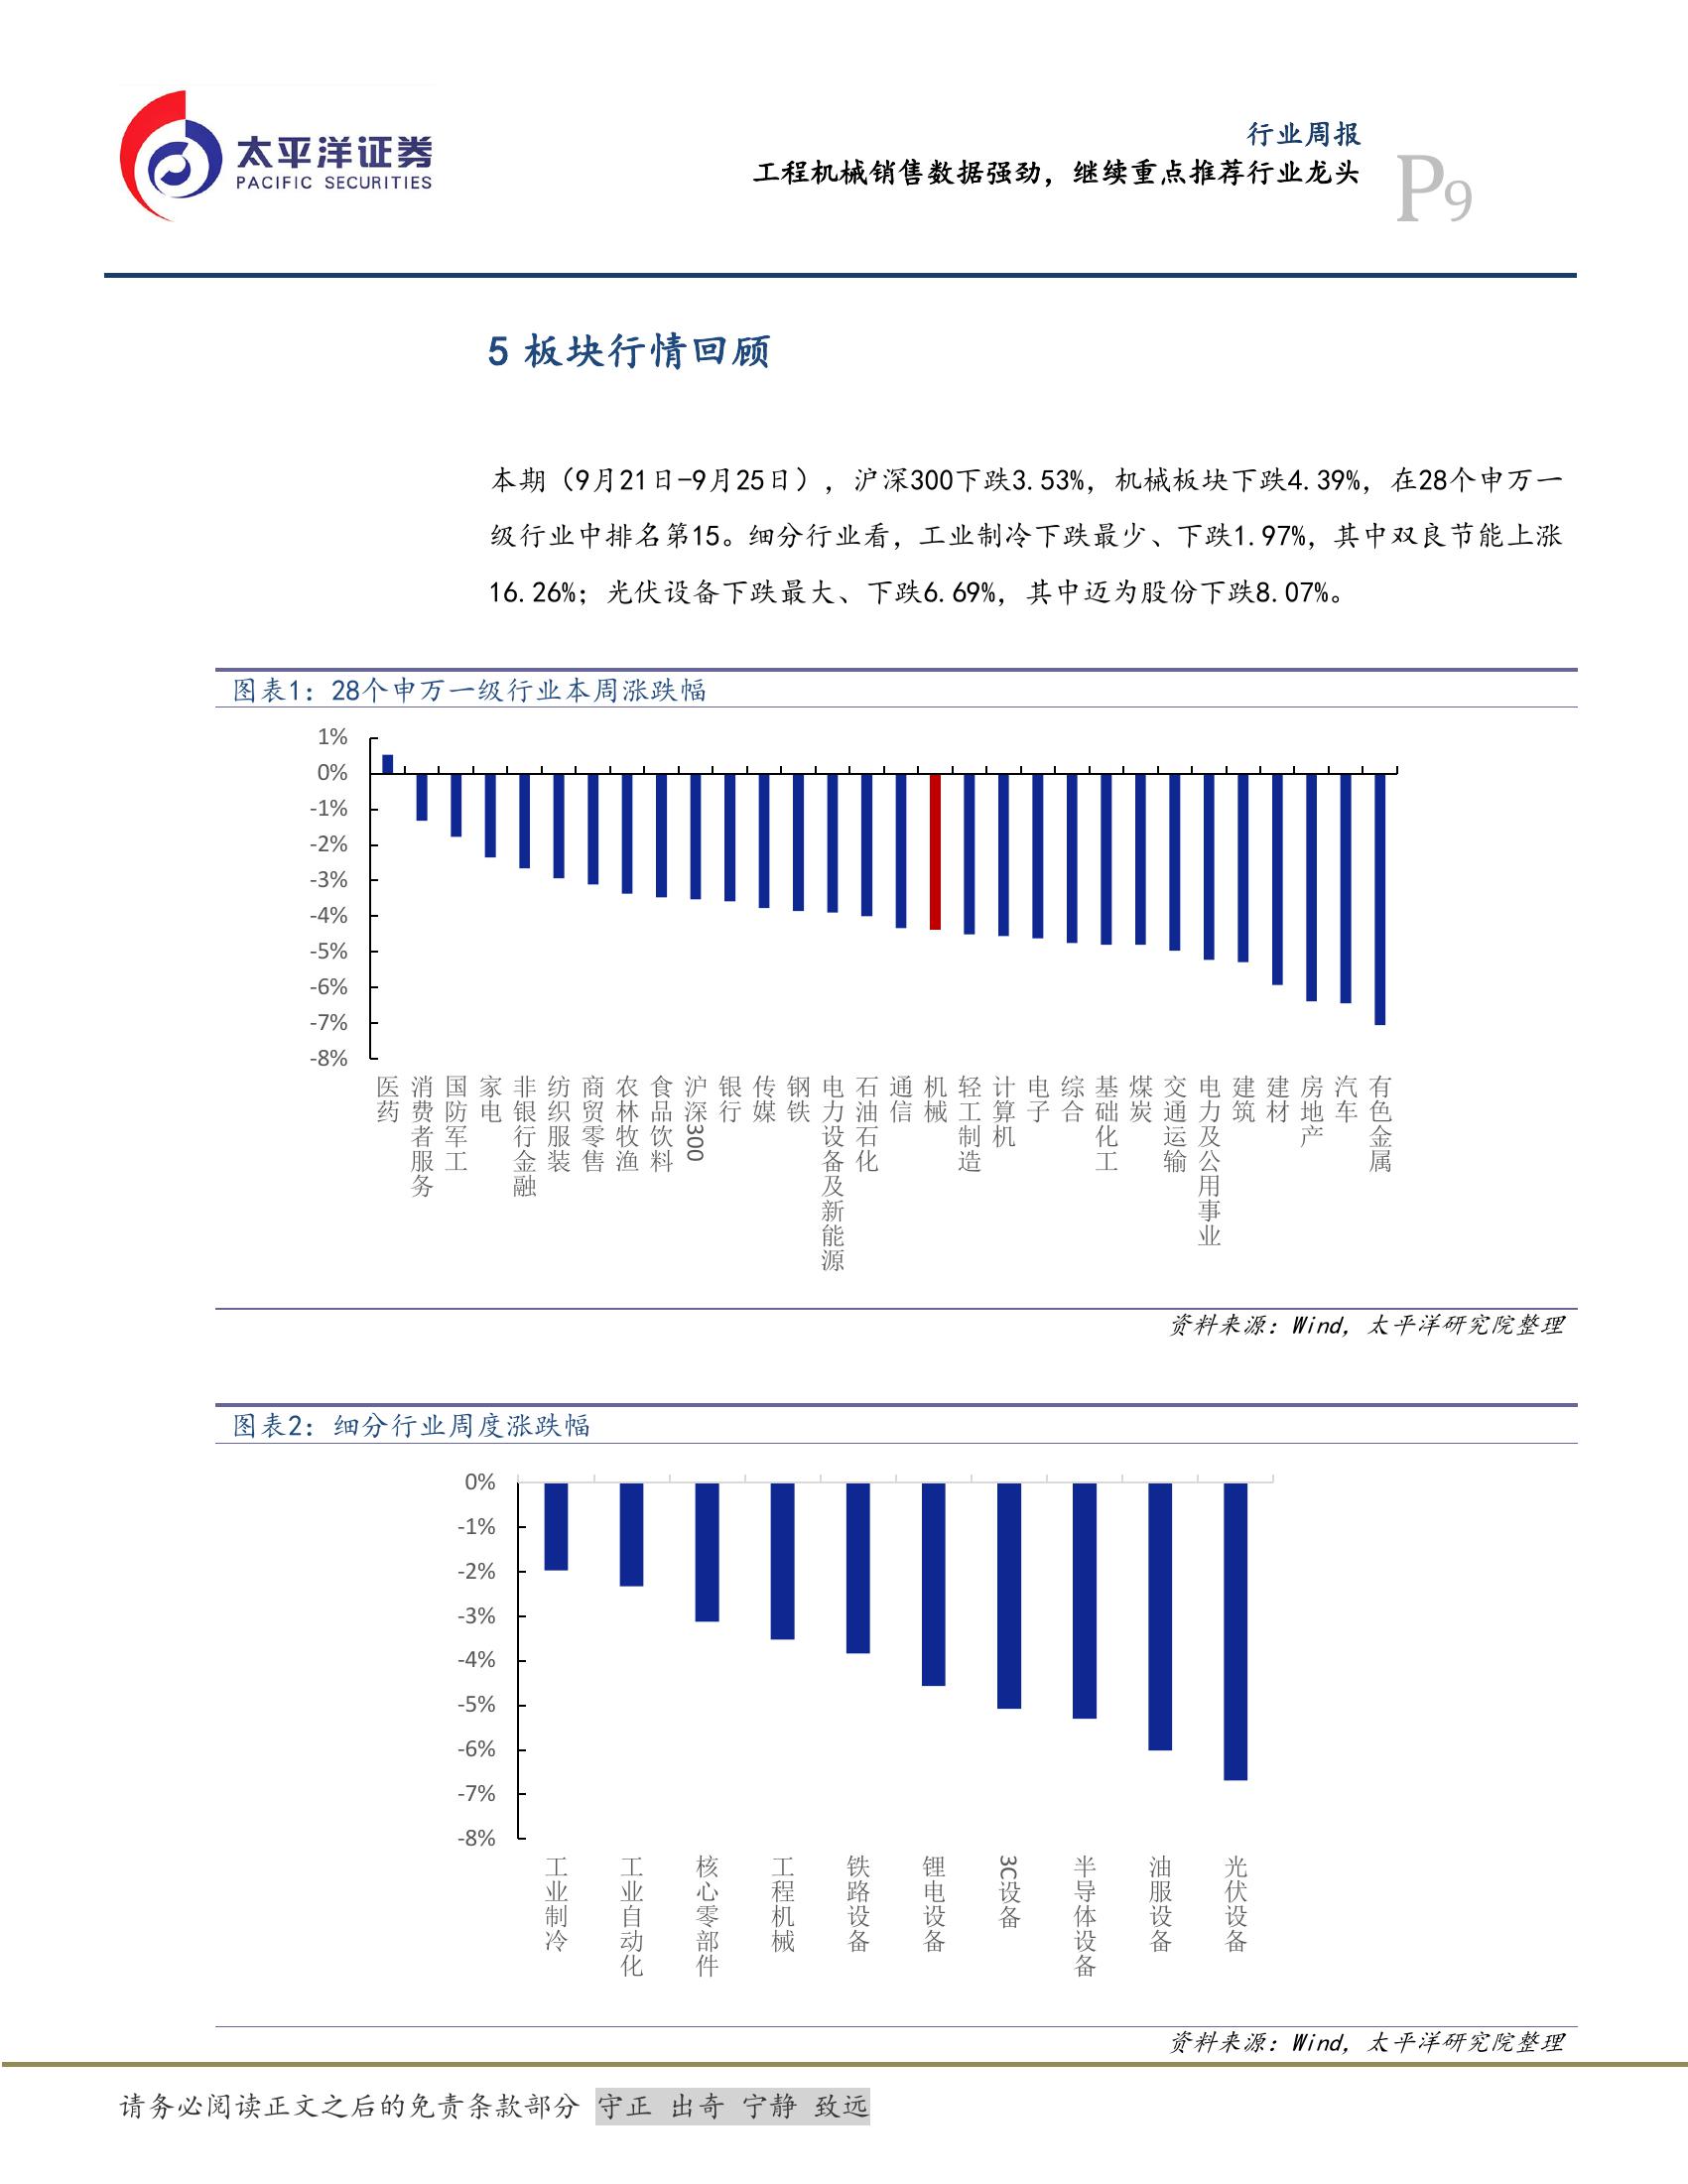 太平洋证券
PACIFIC SECURITIES
行业周报
工程机械销售数据强劲，继续重点推荐行业龙头
P9
5 板块行情回顾
本期（9月21日-9月25日），沪深300下跌3.53%，机械板块下跌4.39%，在28个申万一
级行业中排名第15。细分行业看，工业制冷下跌最少、下跌1.97%，其中双良节能上涨
16.26%；光伏设备下跌最大、下跌6.69%，其中迈为股份下跌8.07%。
图表1：28个申万一级行业本周涨跌幅
1%
0%
-1%
-2%
-3%
-4%
-5%
-6%
-7%
-8%
医药
消费者服务
国防军工
家电
非银行金融
纺织服装
商贸零售
农林牧渔
食品饮料
沪深300
银行
传媒
钢铁
电力设备及新能源
石油石化
通信
机械
轻工制造
计算机
电子
综合
基础化工
煤炭
交通运输
电力及公用事业
建筑
建材
房地产
汽车
有色金属
资料来源：Wind，太平洋研究院整理
图表2：细分行业周度涨跌幅
0%
-1%
-2%
-3%
-4%
-5%
-6%
-7%
-8%
工业制冷
工业自动化
核心零部件
工程机械
铁路设备
锂电设备
3C设备
半导体设备
油服设备
光伏设备
资料来源：Wind，太平洋研究院整理
请务必阅读正文之后的免责条款部分 守正 出奇 宁静 致远